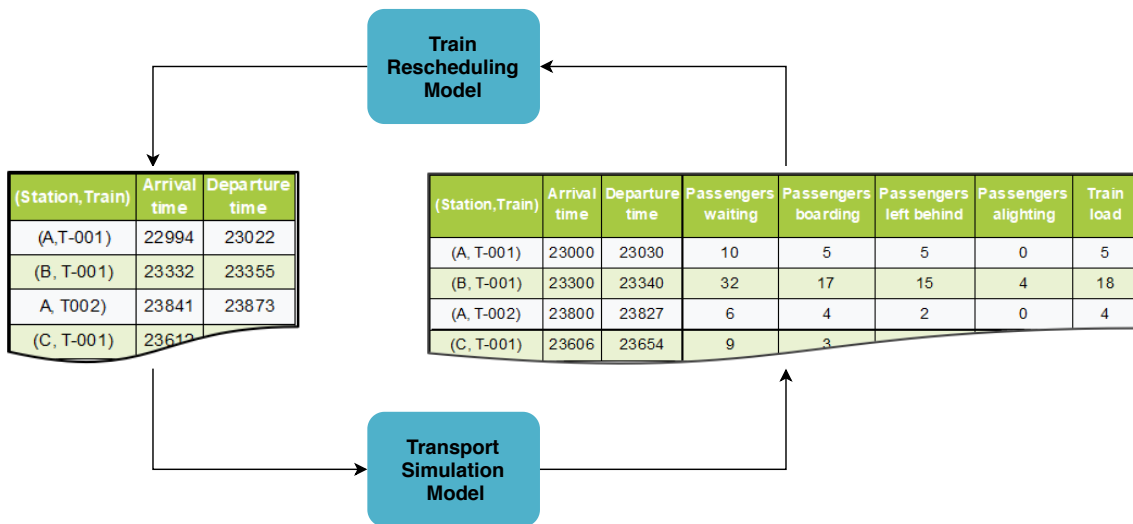 Train
Rescheduling
Model
(Station,Train) Arrival time Departure time
(A,T-001) 22994 23022
(B, T-001) 23332 23355
A, T002) 23841 23873
(C, T-001)
(Station,Train) Arrival time Departure time Passengers waiting Passengers boarding Passengers left behind Passengers alighting Train load
(A, T-001) 23000 23030 10 5 5 0 5
(B, T-001) 23300 23340 32 17 15 4 18
(A, T-002) 23800 23827 6 4 2 0 4
(C, T-001) 23606 23654 9 3
Transport
Simulation
Model